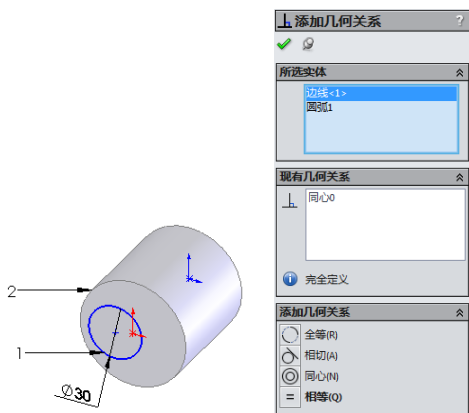 添加几何关系 ?
所选实体
边线<1>
圆弧1
现有几何关系
同心0
完全定义
添加几何关系
全等(R)
相切(A)
同心(N)
= 相等(Q)
2
1
Ø30